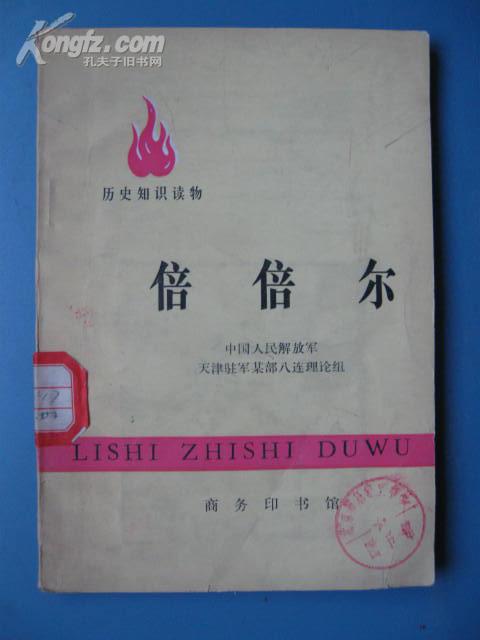 Kongfz.com
孔夫子旧书网
历史知识读物
倍倍尔
中国人民解放军
天津驻军某部八连理论组
LISHI ZHISHI DUWU
商务印书馆